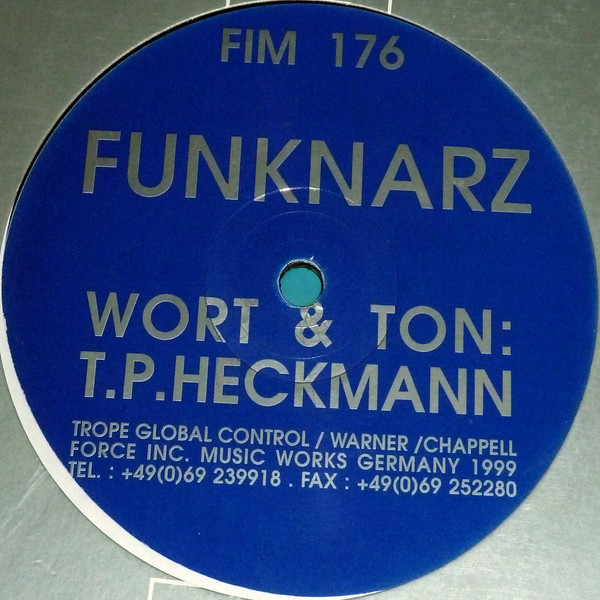 FIM 176
FUNKNARZ
WORT & TON:
T.P.HECKMANN
TROPE GLOBAL CONTROL / WARNER /CHAPPELL
FORCE INC. MUSIC WORKS GERMANY 1999
TEL. : +49(0)69 239918 . FAX : +49(0)69 252280